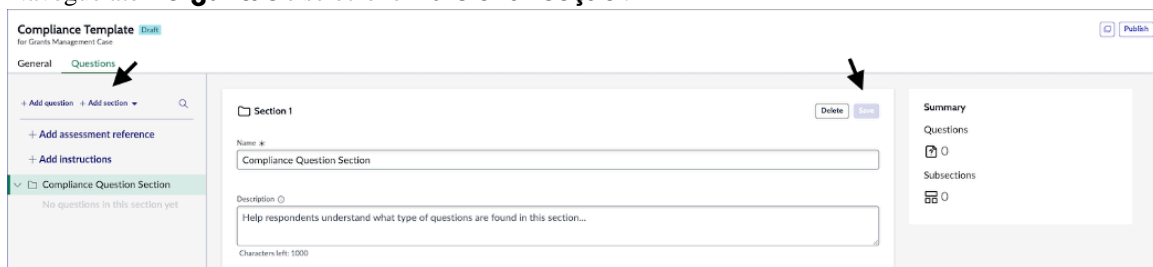 Compliance Template Draft
for Grants Management Case
Publish
General Questions
+ Add question + Add section
+ Add assessment reference
+ Add instructions
Compliance Question Section
No questions in this section yet
Section 1
Delete Save
Name *
Compliance Question Section
Description
Help respondents understand what type of questions are found in this section...
Characters left: 1000
Summary
Questions
0
Subsections
0